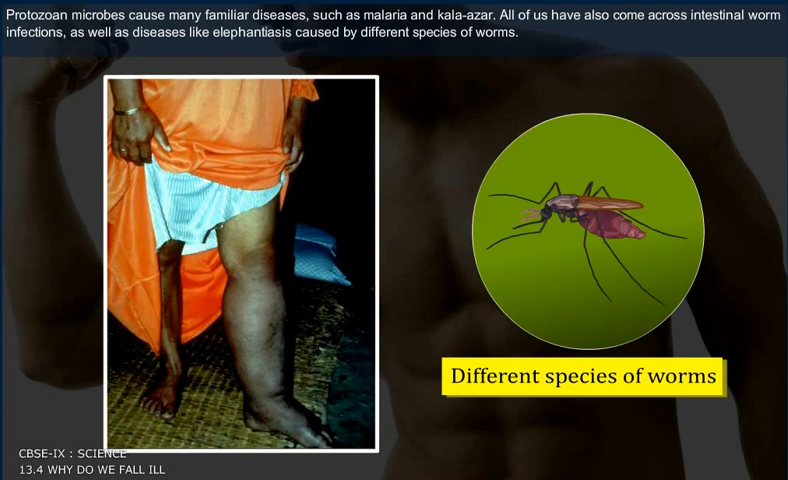 Protozoan microbes cause many familiar diseases, such as malaria and kala-azar. All of us have also come across intestinal worm
infections, as well as diseases like elephantiasis caused by different species of worms.
Different species of worms
CBSE-IX : SCIENCE
13.4 WHY DO WE FALL ILL